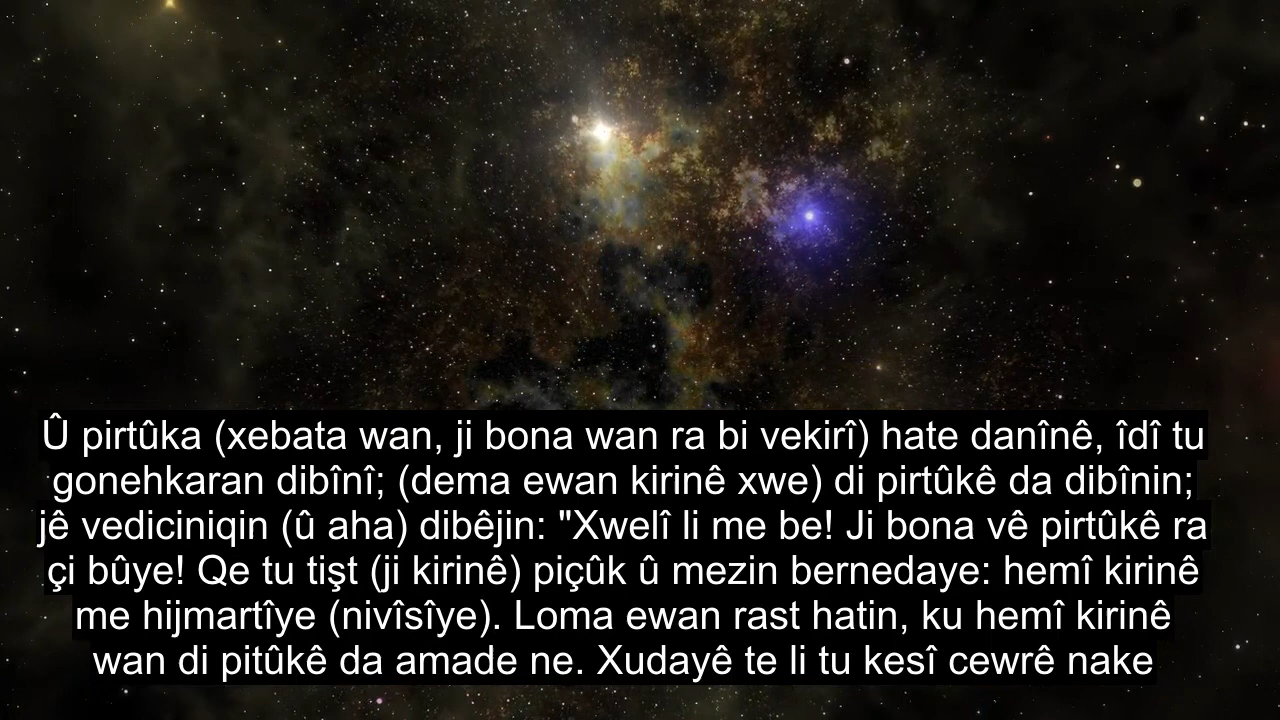 Û pirtûka (xebata wan, ji bona wan ra bi vekirî) hate danînê, îdî tu
gonehkaran dibînî; (dema ewan kirinê xwe) di pirtûkê da dibînin;
jê vediciniqin (û aha) dibêjin: "Xwelî li me be! Ji bona vê pirtûkê ra
çi bûye! Qe tu tişt (ji kirinê) piçûk û mezin bernedaye: hemî kirinê
me hijmartîye (nivîsîye). Loma ewan rast hatin, ku hemî kirinê
wan di pitûkê da amade ne. Xudayê te li tu kesî cewrê nake